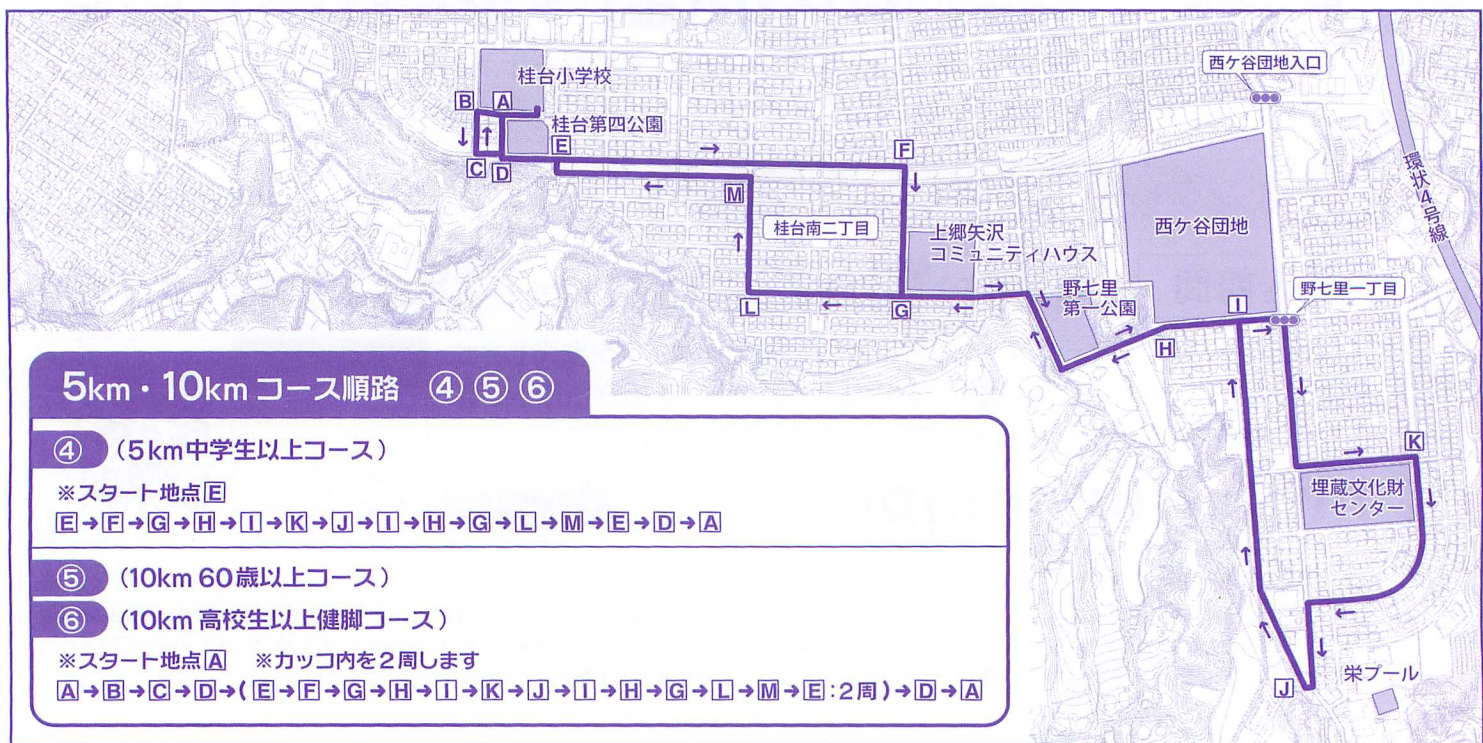 桂台小学校
西ケ谷団地入口
B
A
桂台第四公園
E
F
環状4号線
C
D
M
桂台南二丁目
上郷矢沢
コミュニティハウス
西ケ谷団地
野七里
第一公園
野七里一丁目
L
G
H
I
K
埋蔵文化財
センター
J
栄プール
5km・10kmコース順路 ④⑤⑥
④ (5km中学生以上コース)
※スタート地点E
E→F→G→H→I→K→J→I→H→G→L→M→E→D→A
⑤ (10km 60歳以上コース)
⑥ (10km 高校生以上健脚コース)
※スタート地点A ※カッコ内を2周します
A→B→C→D→(E→F→G→H→I→K→J→I→H→G→L→M→E:2周)→D→A